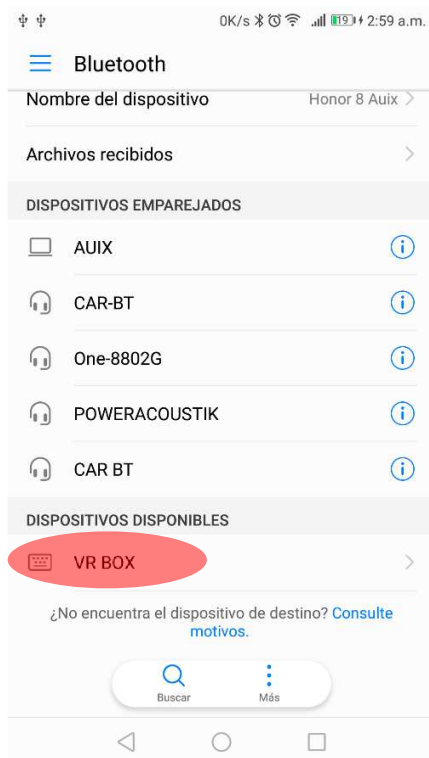 0K/s 19 2:59 a.m.
Bluetooth
Nombre del dispositivo Honor 8 Auix
Archivos recibidos
DISPOSITIVOS EMPAREJADOS
AUIX
CAR-BT
One-8802G
POWERACOUSTIK
CAR BT
DISPOSITIVOS DISPONIBLES
VR BOX
¿No encuentra el dispositivo de destino? Consulte
motivos.
Buscar Más